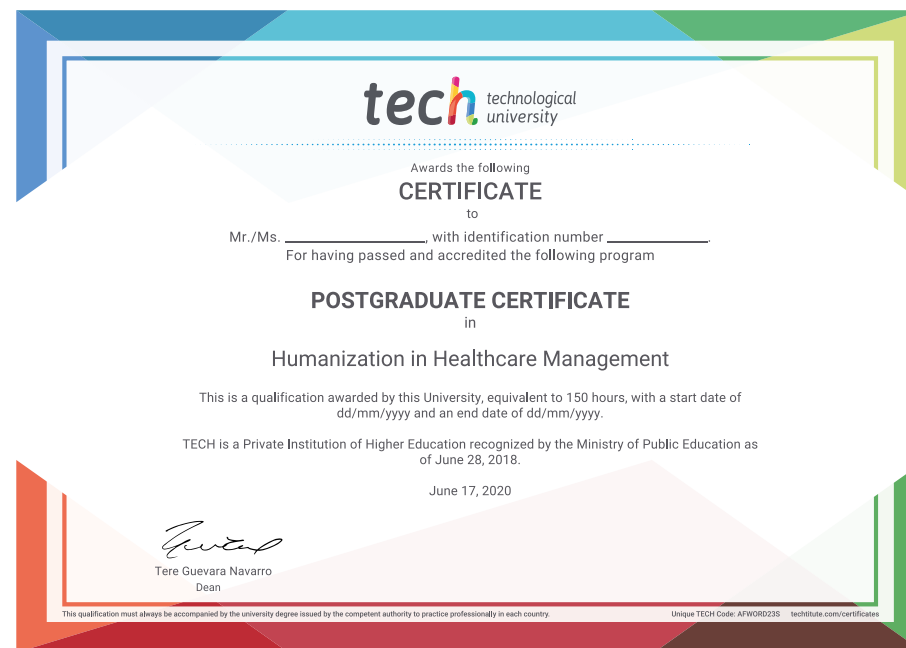 tech technological
university
Awards the following
CERTIFICATE
to
Mr./Ms. ____________________, with identification number ______________.
For having passed and accredited the following program
POSTGRADUATE CERTIFICATE
in
Humanization in Healthcare Management
This is a qualification awarded by this University, equivalent to 150 hours, with a start date of
dd/mm/yyyy and an end date of dd/mm/yyyy.
TECH is a Private Institution of Higher Education recognized by the Ministry of Public Education as
of June 28, 2018.
June 17, 2020
Tere Guevara Navarro
Dean
This qualification must always be accompanied by the university degree issued by the competent authority to practice professionally in each country. Unique TECH Code: AFWORD23S techtitute.com/certificates